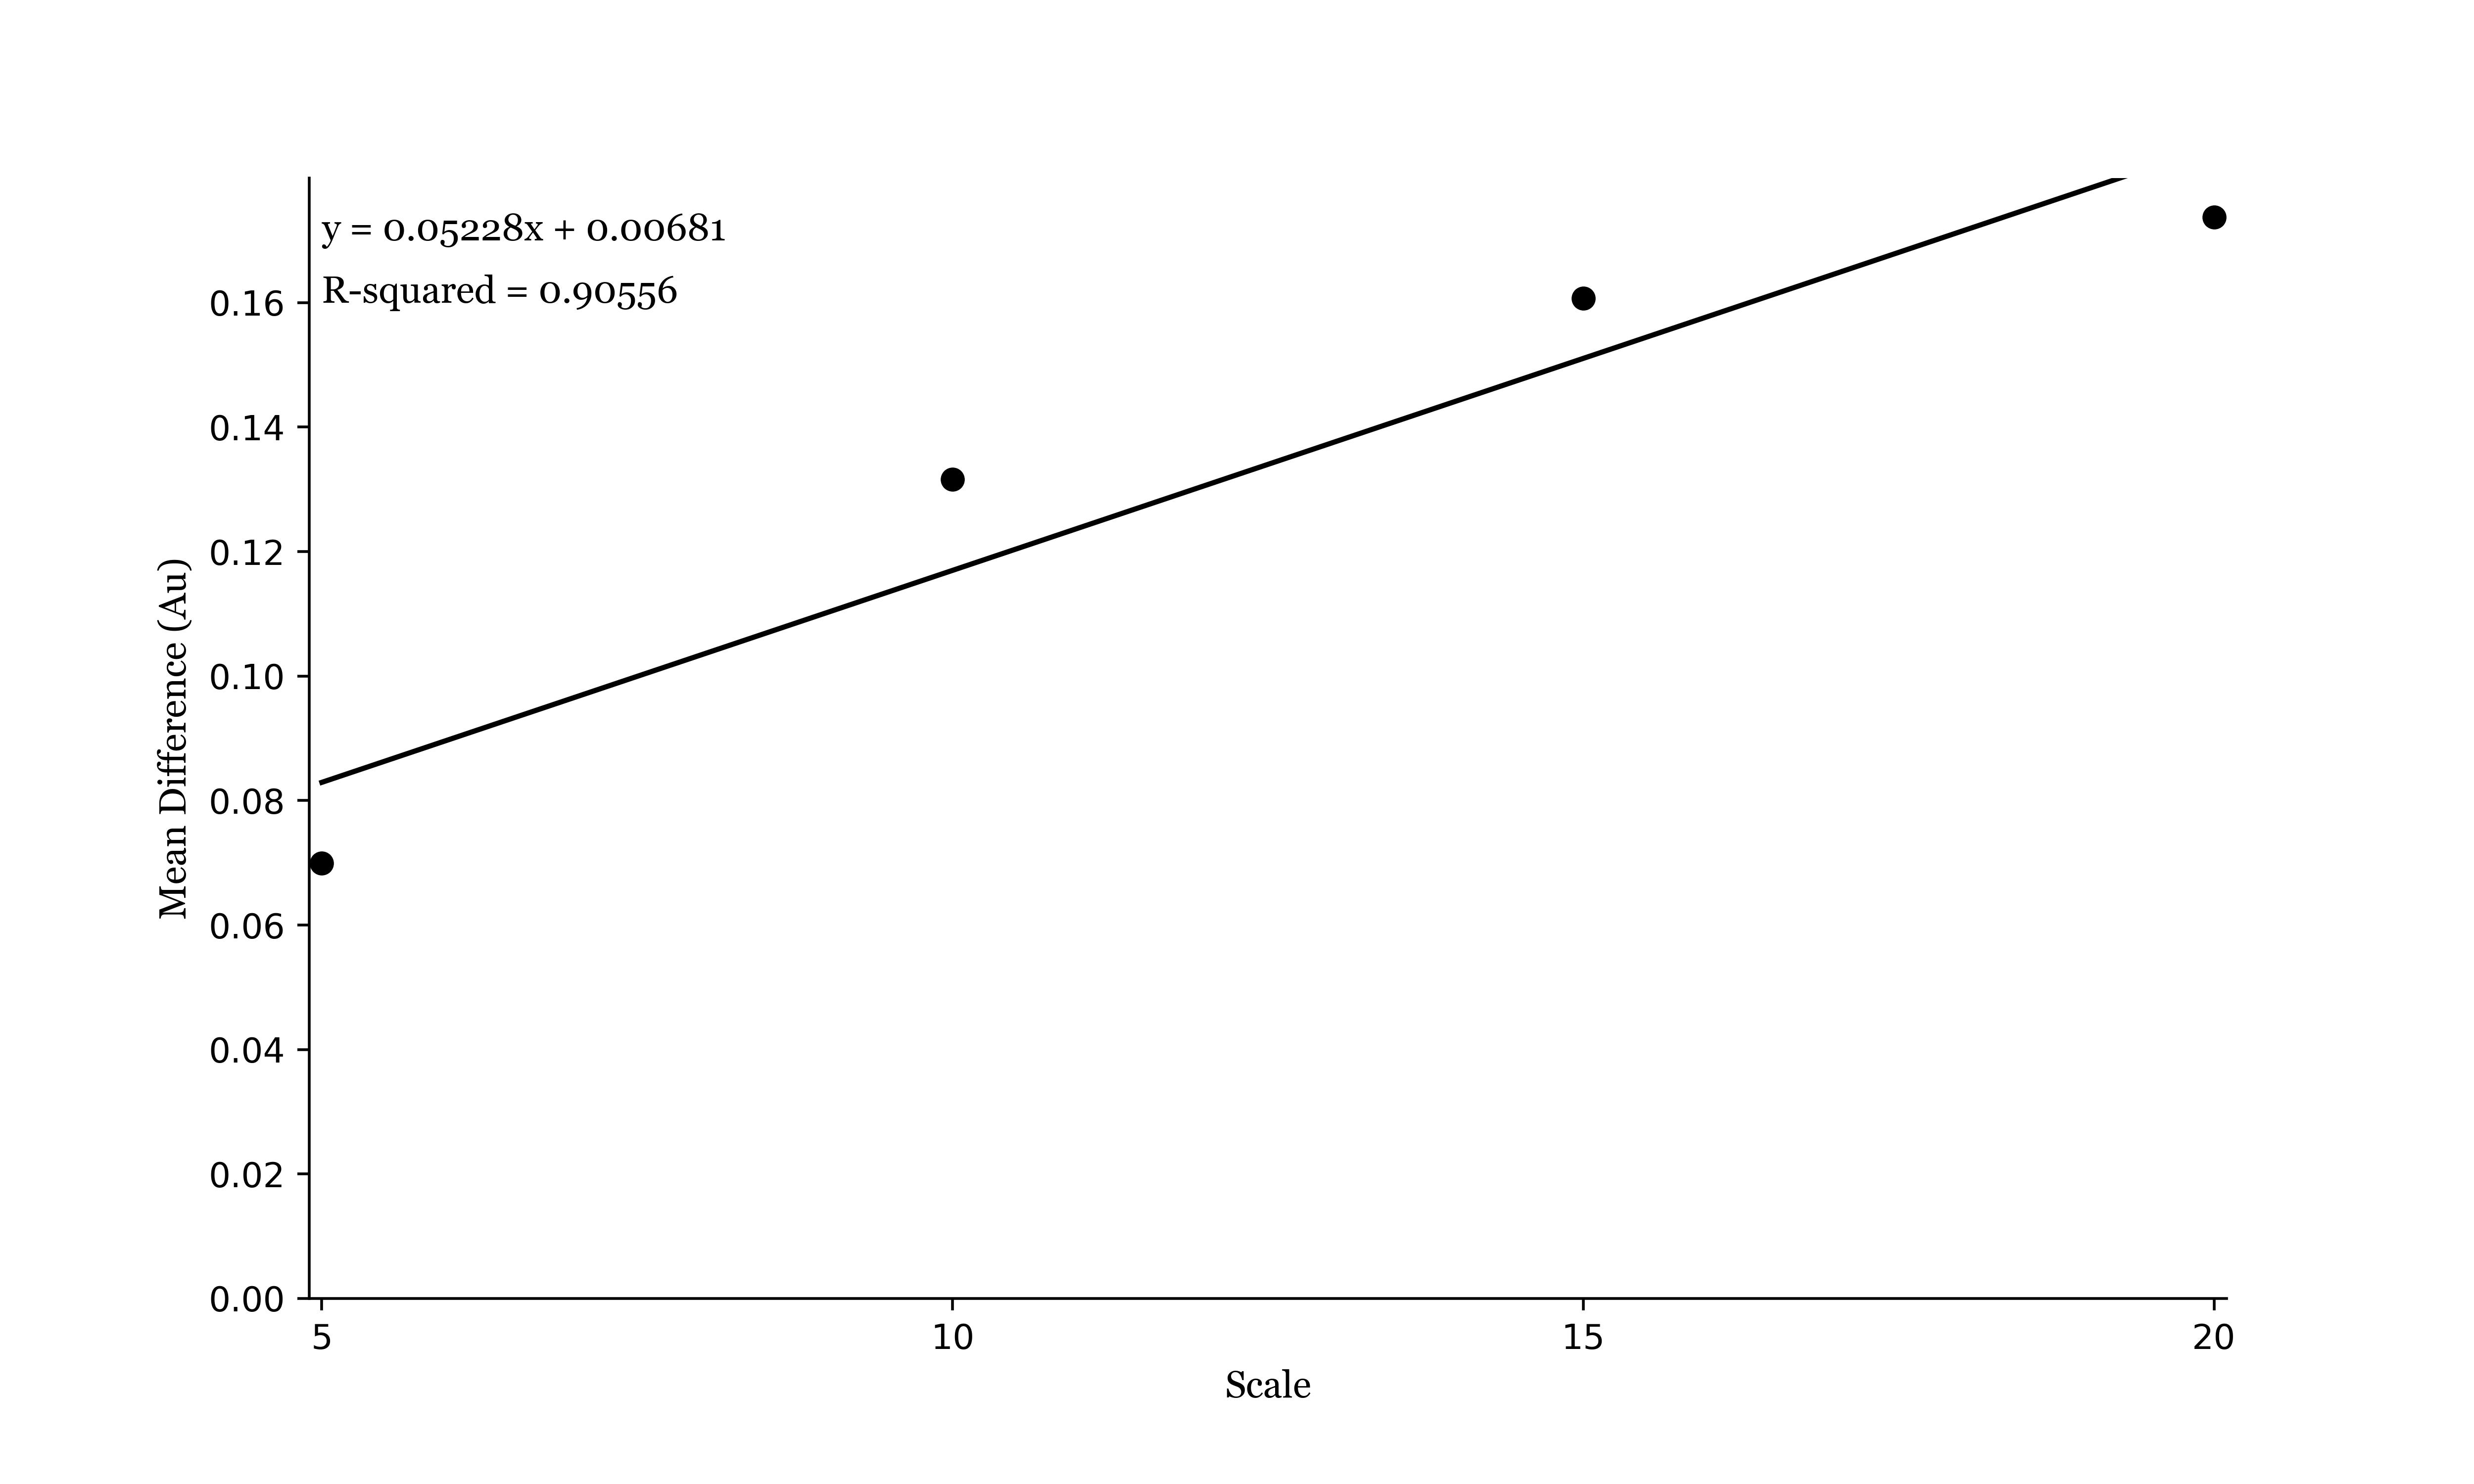 y = 0.05228x + 0.00681
R-squared = 0.90556
0.16
0.14
0.12
0.10
0.08
0.06
0.04
0.02
0.00
Mean Difference (Au)
5 10 15 20
Scale